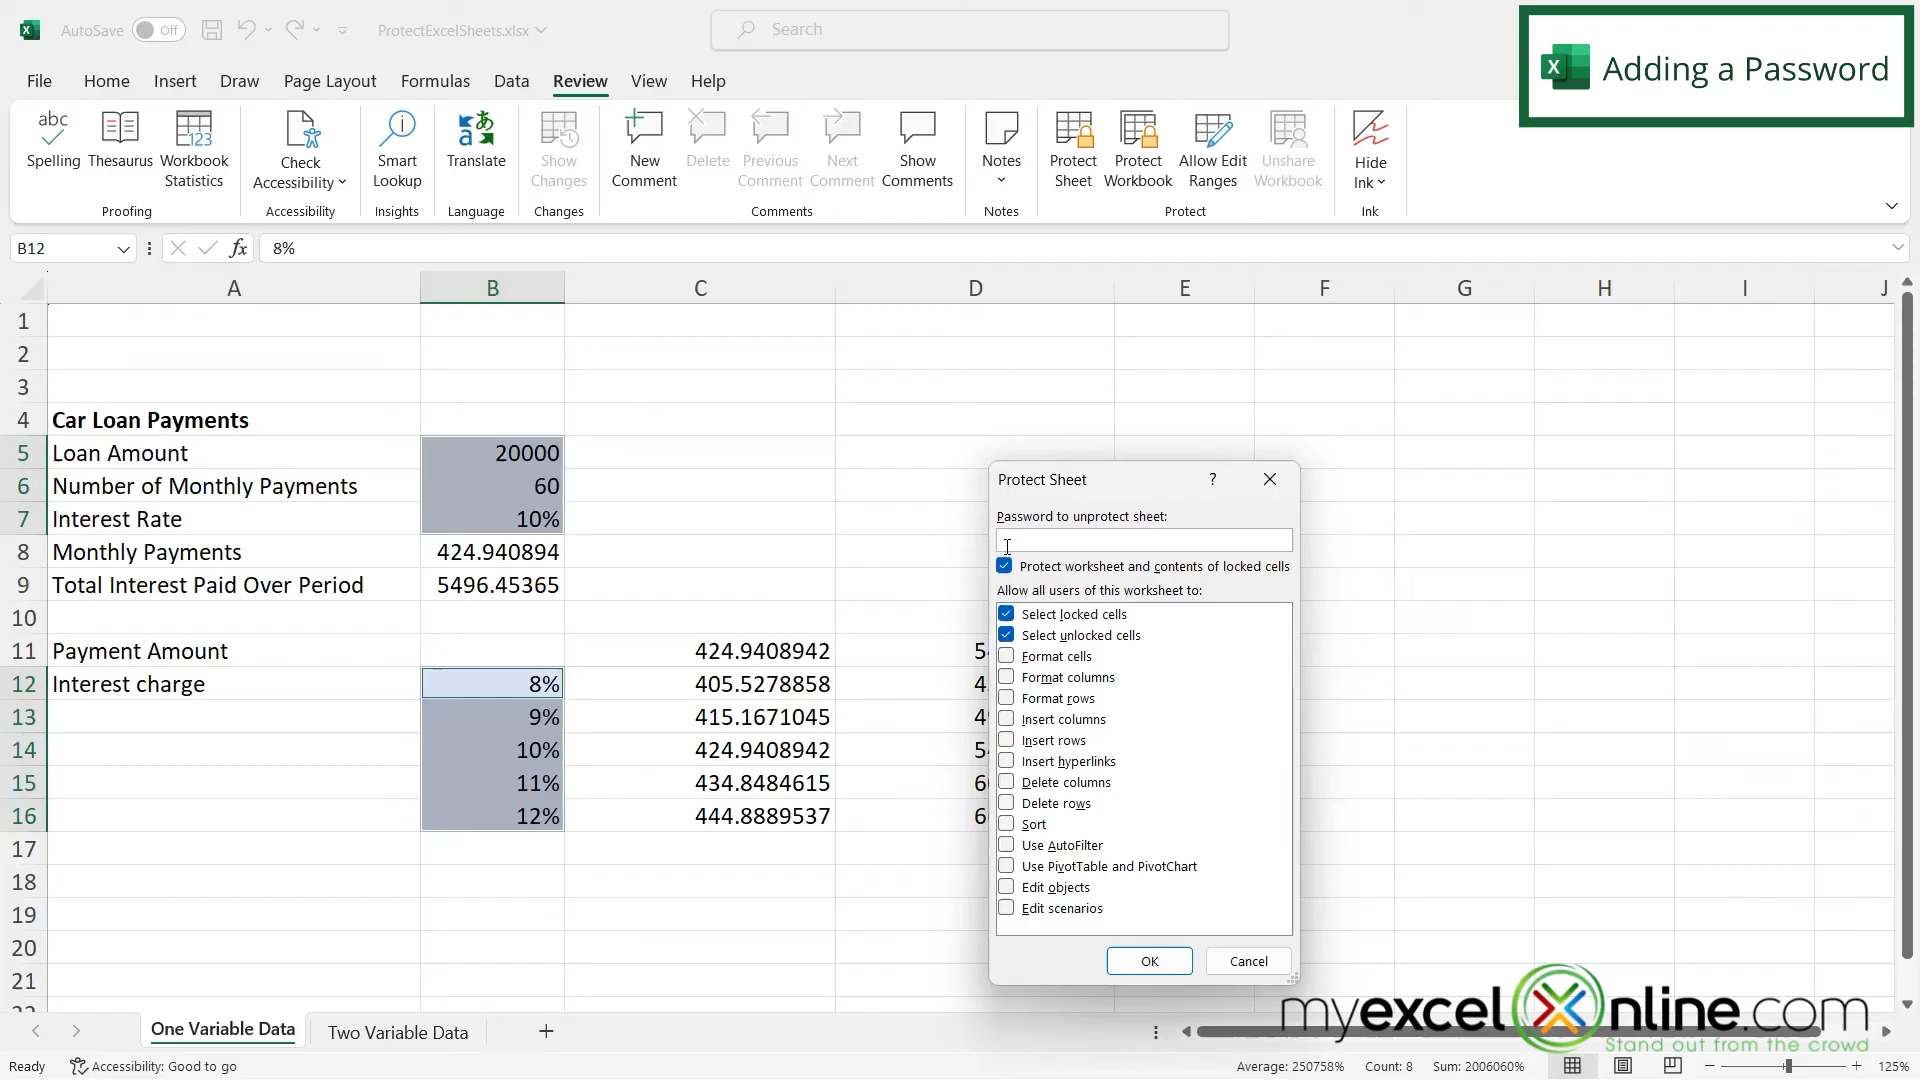 AutoSave Off ProtectExcelSheets.xlsx Search
Adding a Password
File Home Insert Draw Page Layout Formulas Data Review View Help
abc
Spelling Thesaurus Workbook Statistics Check Accessibility Smart Lookup Translate Show Changes New Comment Delete Previous Comment Next Comment Show Comments Notes Protect Sheet Protect Workbook Allow Edit Ranges Unshare Workbook Hide Ink
Proofing Accessibility Insights Language Changes Comments Notes Protect Ink
B12 fx 8%
A B C D E F G H I J
1
2
3
4 Car Loan Payments
5 Loan Amount 20000
6 Number of Monthly Payments 60
7 Interest Rate 10%
8 Monthly Payments 424.940894
9 Total Interest Paid Over Period 5496.45365
10
11 Payment Amount 424.9408942
12 Interest charge 8% 405.5278858
13 9% 415.1671045
14 10% 424.9408942
15 11% 434.8484615
16 12% 444.8889537
17
18
19
20
21
Protect Sheet ?
Password to unprotect sheet:
Protect worksheet and contents of locked cells
Allow all users of this worksheet to:
Select locked cells
Select unlocked cells
Format cells
Format columns
Format rows
Insert columns
Insert rows
Insert hyperlinks
Delete columns
Delete rows
Sort
Use AutoFilter
Use PivotTable and PivotChart
Edit objects
Edit scenarios
OK Cancel
One Variable Data Two Variable Data
myexcelonline.com
Stand out from the crowd
Ready Accessibility: Good to go Average: 250758% Count: 8 Sum: 2006060% 125%